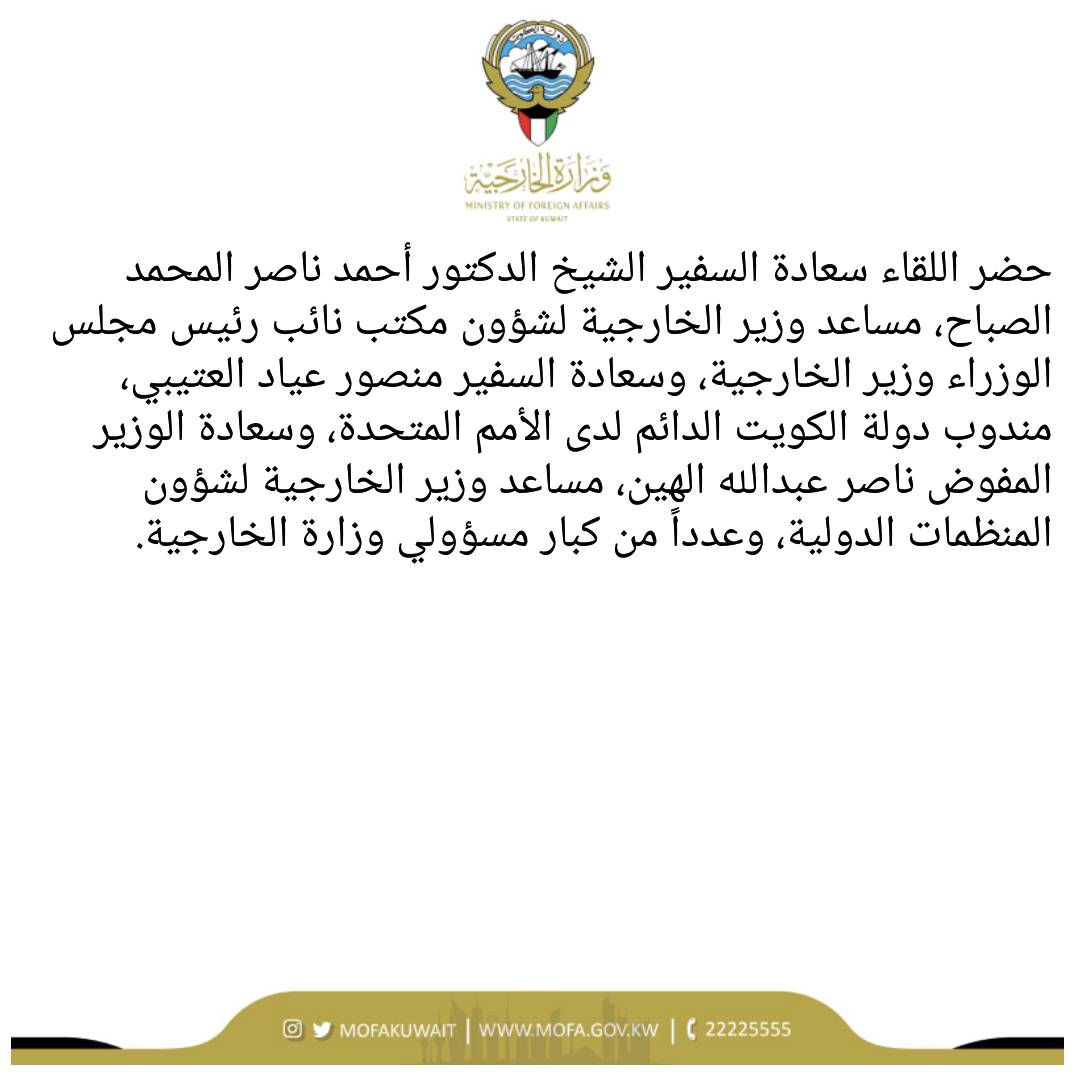 دولة الكويت
وزارة الخارجية
MINISTRY OF FOREIGN AFFAIRS
STATE OF KUWAIT
حضر اللقاء سعادة السفير الشيخ الدكتور أحمد ناصر المحمد
الصباح، مساعد وزير الخارجية لشؤون مكتب نائب رئيس مجلس
الوزراء وزير الخارجية، وسعادة السفير منصور عياد العتيبي،
مندوب دولة الكويت الدائم لدى الأمم المتحدة، وسعادة الوزير
المفوض ناصر عبدالله الهين، مساعد وزير الخارجية لشؤون
المنظمات الدولية، وعدداً من كبار مسؤولي وزارة الخارجية.
MOFAKUWAIT | WWW.MOFA.GOV.KW | 22225555